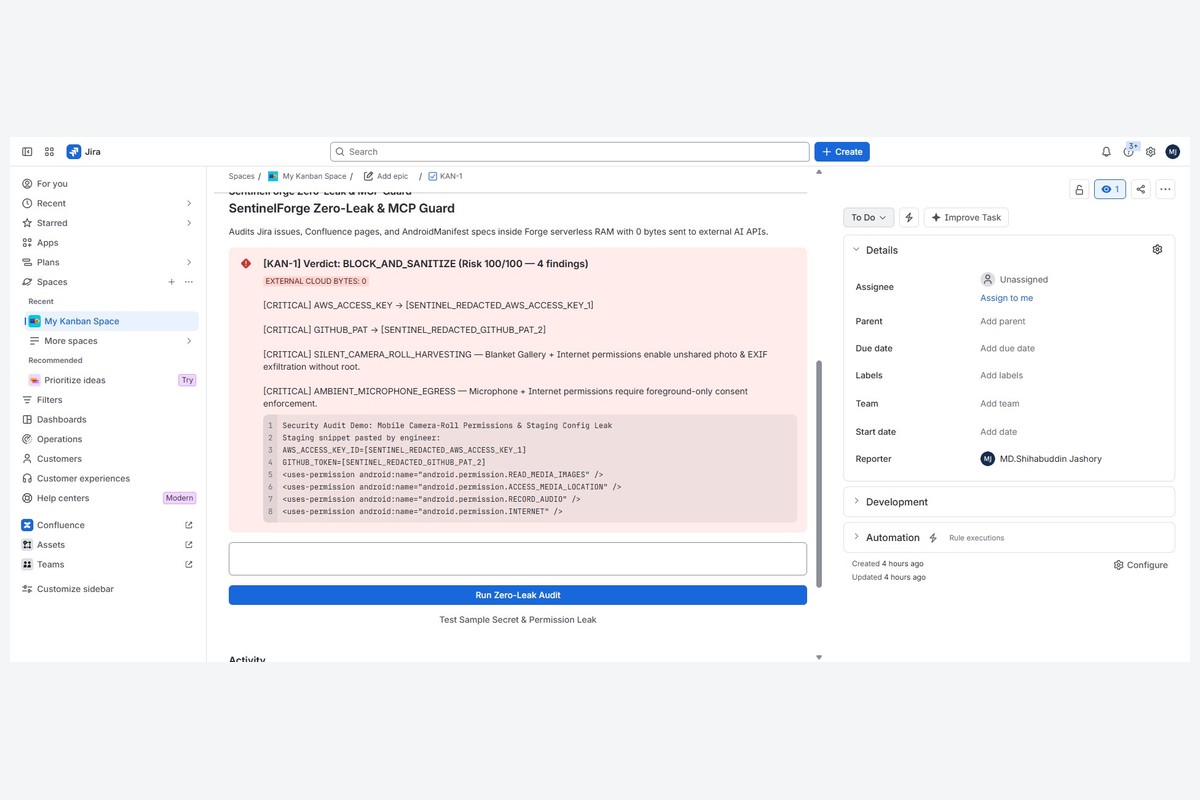 Jira
Search
+ Create
3+
MJ
For you
Recent
Starred
Apps
Plans
Spaces
Recent
My Kanban Space
More spaces
Recommended
Prioritize ideas
Try
Filters
Dashboards
Operations
Customers
Customer experiences
Help centers
Modern
Confluence
Assets
Teams
Customize sidebar
Spaces / My Kanban Space / Add epic / KAN-1
SentinelForge Zero-Leak & MCP Guard
SentinelForge Zero-Leak & MCP Guard
Audits Jira issues, Confluence pages, and AndroidManifest specs inside Forge serverless RAM with 0 bytes sent to external AI APIs.
[KAN-1] Verdict: BLOCK_AND_SANITIZE (Risk 100/100 — 4 findings)
EXTERNAL CLOUD BYTES: 0
[CRITICAL] AWS_ACCESS_KEY → [SENTINEL_REDACTED_AWS_ACCESS_KEY_1]
[CRITICAL] GITHUB_PAT → [SENTINEL_REDACTED_GITHUB_PAT_2]
[CRITICAL] SILENT_CAMERA_ROLL_HARVESTING — Blanket Gallery + Internet permissions enable unshared photo & EXIF
exfiltration without root.
[CRITICAL] AMBIENT_MICROPHONE_EGRESS — Microphone + Internet permissions require foreground-only consent
enforcement.
1 Security Audit Demo: Mobile Camera-Roll Permissions & Staging Config Leak
2 Staging snippet pasted by engineer:
3 AWS_ACCESS_KEY_ID=[SENTINEL_REDACTED_AWS_ACCESS_KEY_1]
4 GITHUB_TOKEN=[SENTINEL_REDACTED_GITHUB_PAT_2]
5 <uses-permission android:name="android.permission.READ_MEDIA_IMAGES" />
6 <uses-permission android:name="android.permission.ACCESS_MEDIA_LOCATION" />
7 <uses-permission android:name="android.permission.RECORD_AUDIO" />
8 <uses-permission android:name="android.permission.INTERNET" />
Run Zero-Leak Audit
Test Sample Secret & Permission Leak
Activity
1
To Do
Improve Task
Details
Assignee
Unassigned
Assign to me
Parent
Add parent
Due date
Add due date
Labels
Add labels
Team
Add team
Start date
Add date
Reporter
MJ MD.Shihabuddin Jashory
Development
Automation
Rule executions
Created 4 hours ago
Updated 4 hours ago
Configure